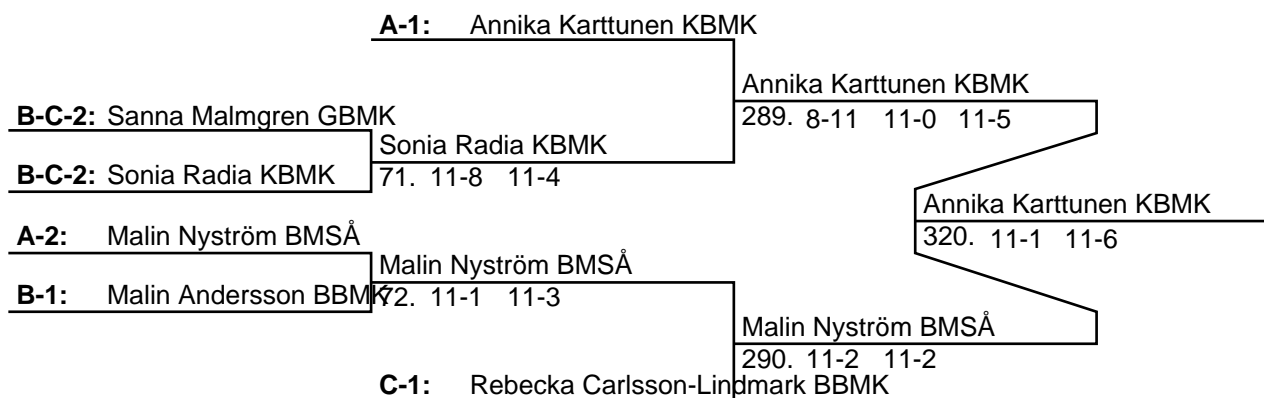 A-1: Annika Karttunen KBMK
Annika Karttunen KBMK
B-C-2: Sanna Malmgren GBMK
289. 8-11 11-0 11-5
Sonia Radia KBMK
B-C-2: Sonia Radia KBMK
71. 11-8 11-4
Annika Karttunen KBMK
A-2: Malin Nyström BMSÅ
320. 11-1 11-6
Malin Nyström BMSÅ
B-1: Malin Andersson BBMK
72. 11-1 11-3
Malin Nyström BMSÅ
290. 11-2 11-2
C-1: Rebecka Carlsson-Lindmark BBMK